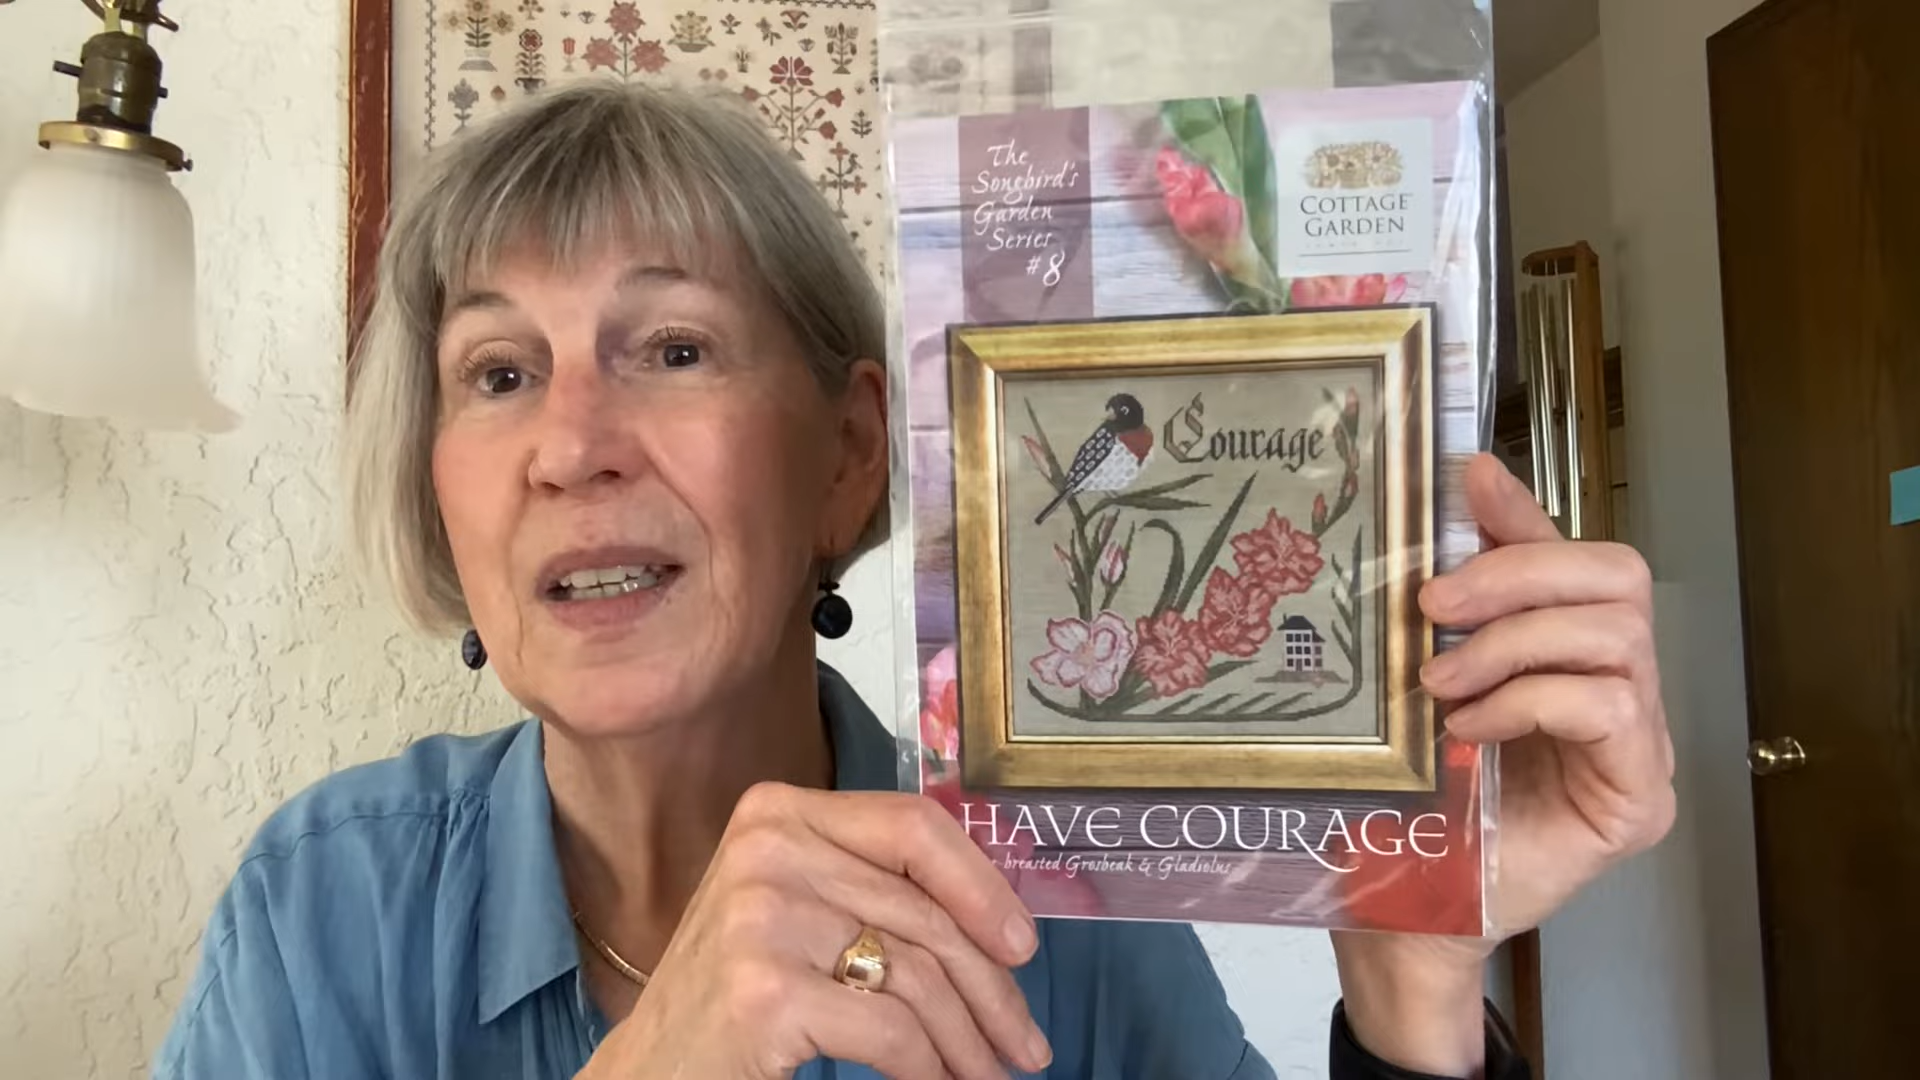 The
Songbird's
Garden
Series
#8
COTTAGE
GARDEN
Courage
HAVE COURAGE
-breasted Grosbeak & Gladiolus